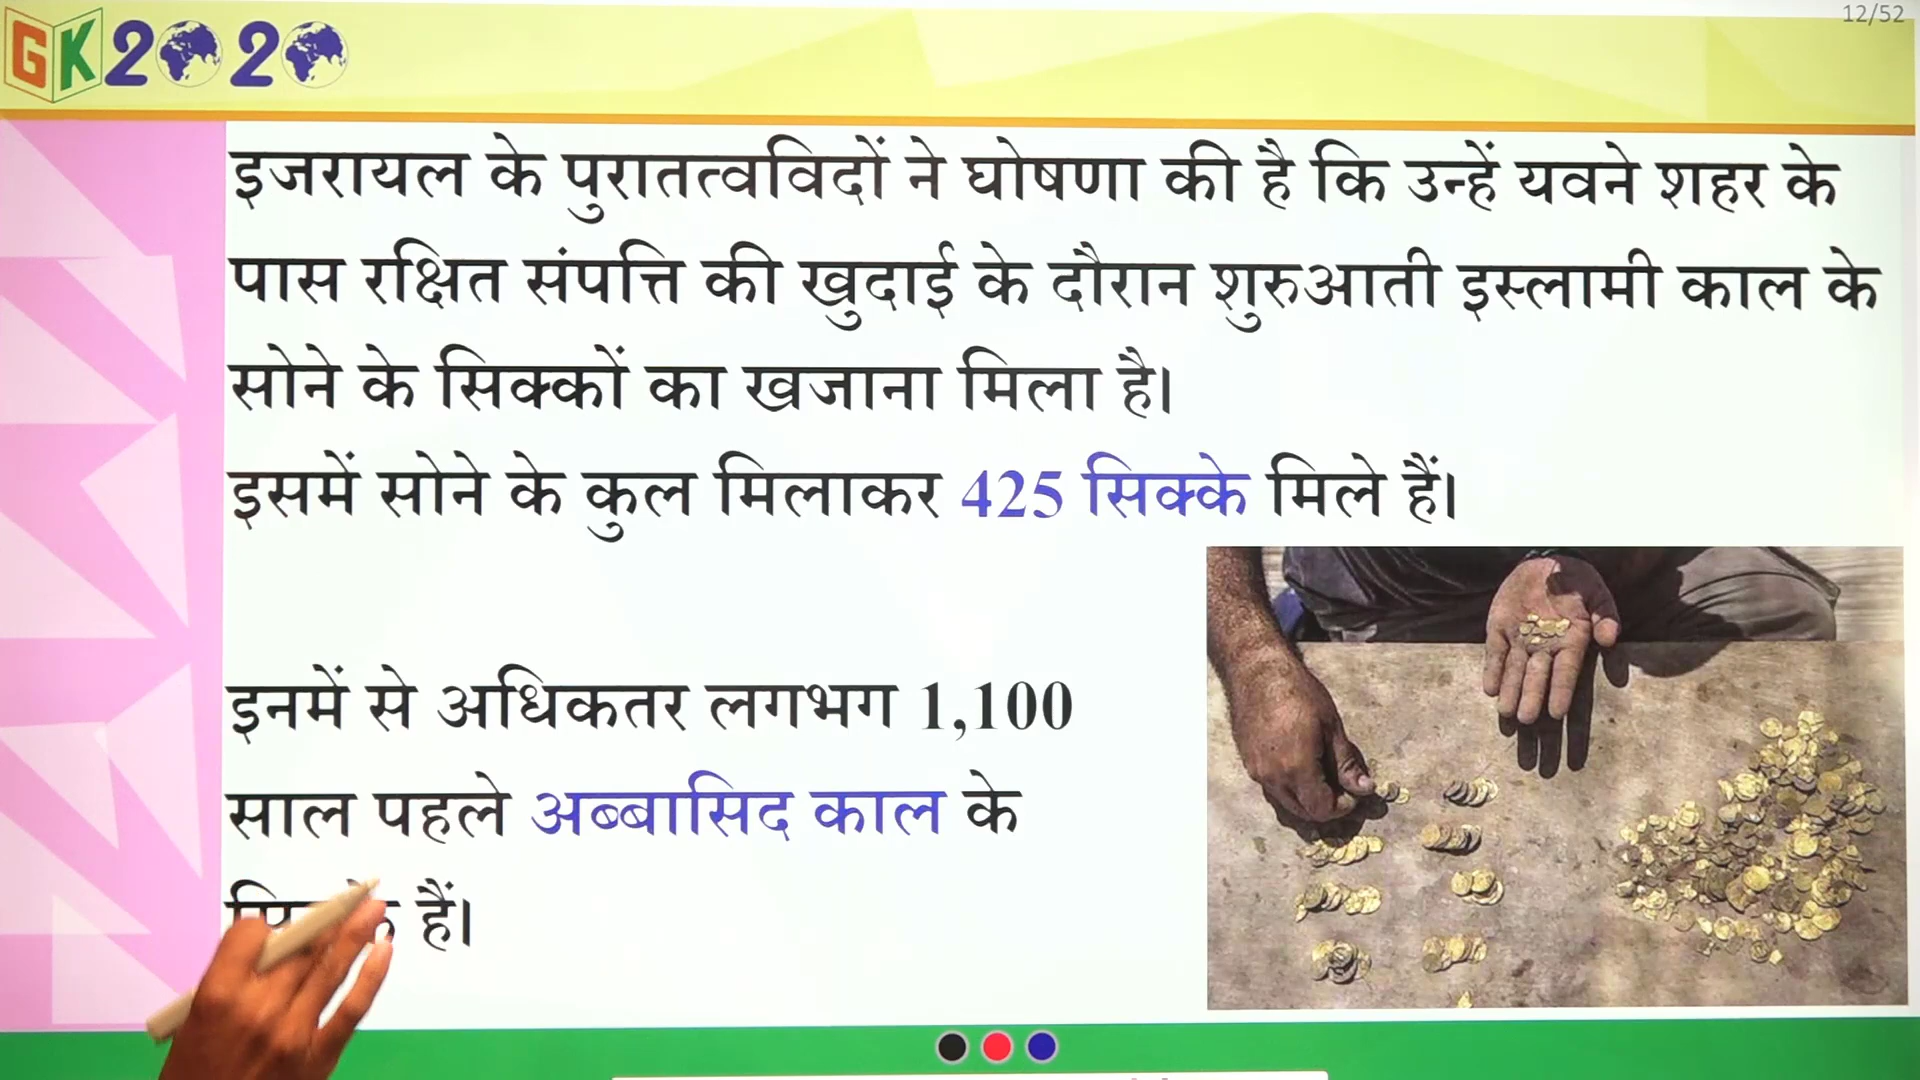 12/52
GK2020
इजरायल के पुरातत्वविदों ने घोषणा की है कि उन्हें यवने शहर के
पास रक्षित संपत्ति की खुदाई के दौरान शुरुआती इस्लामी काल के
सोने के सिक्कों का खजाना मिला है।
इसमें सोने के कुल मिलाकर 425 सिक्के मिले हैं।
इनमें से अधिकतर लगभग 1,100
साल पहले अब्बासिद काल के
हैं।